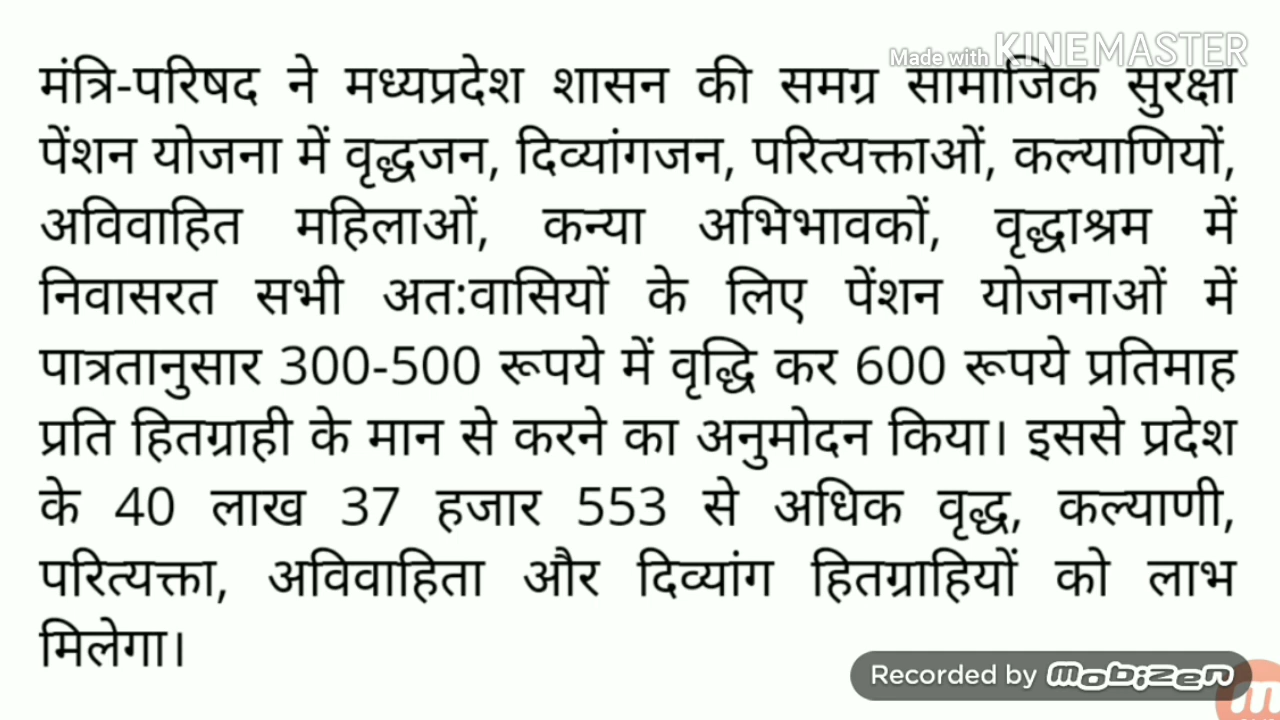 Made with KINEMASTER
मंत्रि-परिषद ने मध्यप्रदेश शासन की समग्र सामाजिक सुरक्षा
पेंशन योजना में वृद्धजन, दिव्यांगजन, परित्यक्ताओं, कल्याणियों,
अविवाहित महिलाओं, कन्या अभिभावकों, वृद्धाश्रम में
निवासरत सभी अत:वासियों के लिए पेंशन योजनाओं में
पात्रतानुसार 300-500 रूपये में वृद्धि कर 600 रूपये प्रतिमाह
प्रति हितग्राही के मान से करने का अनुमोदन किया। इससे प्रदेश
के 40 लाख 37 हजार 553 से अधिक वृद्ध, कल्याणी,
परित्यक्ता, अविवाहिता और दिव्यांग हितग्राहियों को लाभ
मिलेगा।
Recorded by mobizen